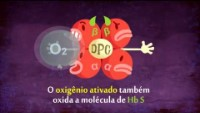 O₂
β β
DPG
α α
O oxigênio ativado também
oxida a molécula de Hb S